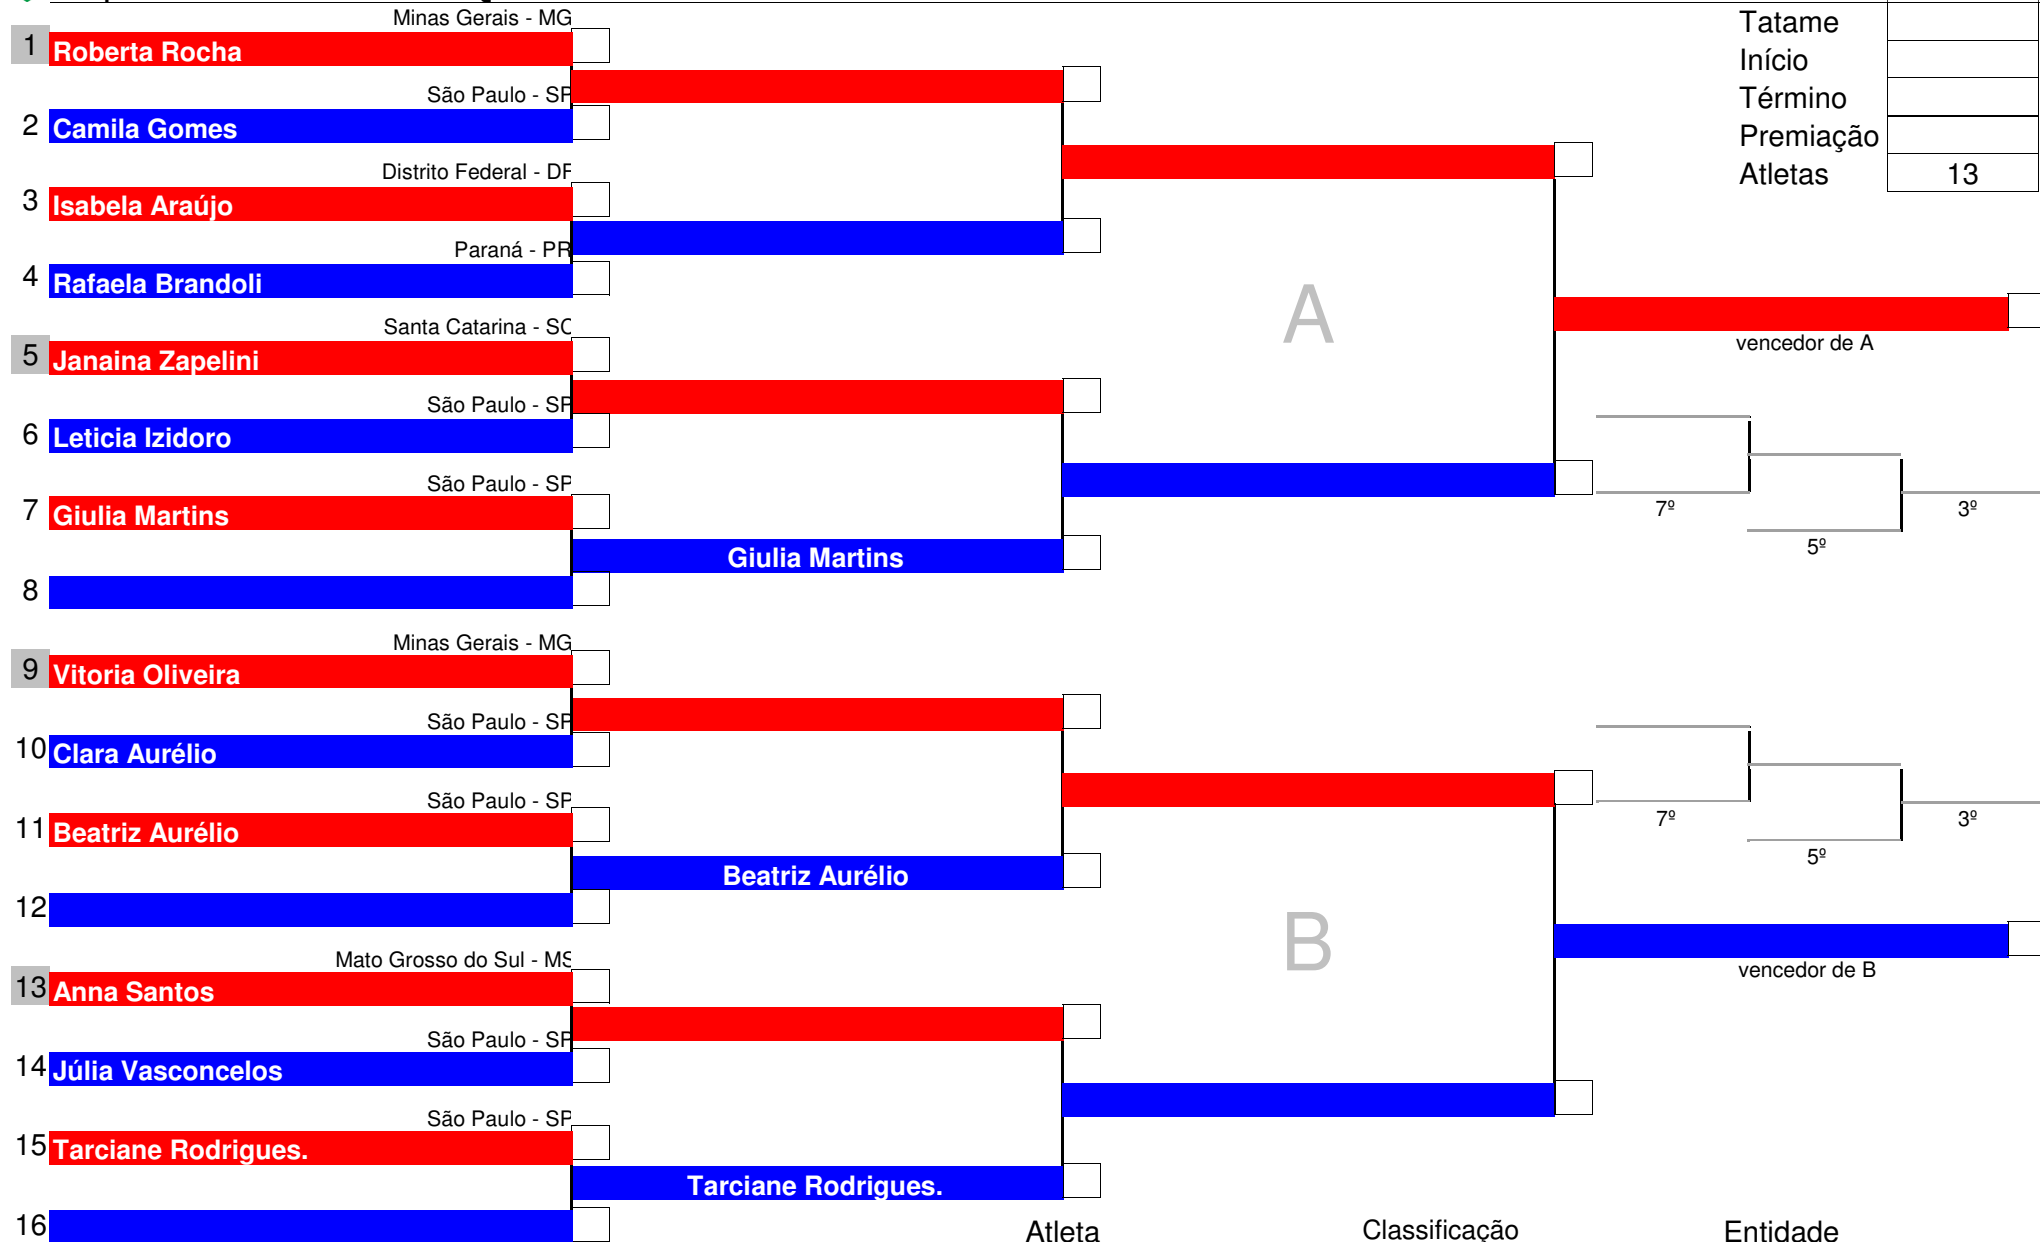 Minas Gerais - MG
1 Roberta Rocha
São Paulo - SP
2 Camila Gomes
Distrito Federal - DF
3 Isabela Araújo
Paraná - PR
4 Rafaela Brandoli
Santa Catarina - SC
5 Janaina Zapelini
São Paulo - SP
6 Leticia Izidoro
São Paulo - SP
7 Giulia Martins
Giulia Martins
8
Minas Gerais - MG
9 Vitoria Oliveira
São Paulo - SP
10 Clara Aurélio
São Paulo - SP
11 Beatriz Aurélio
Beatriz Aurélio
12
Mato Grosso do Sul - MS
13 Anna Santos
São Paulo - SP
14 Júlia Vasconcelos
São Paulo - SP
15 Tarciane Rodrigues.
Tarciane Rodrigues.
16
A
B
Tatame
Início
Término
Premiação
Atletas 13
vencedor de A
7º 3º
5º
7º 3º
5º
vencedor de B
Atleta Classificação Entidade